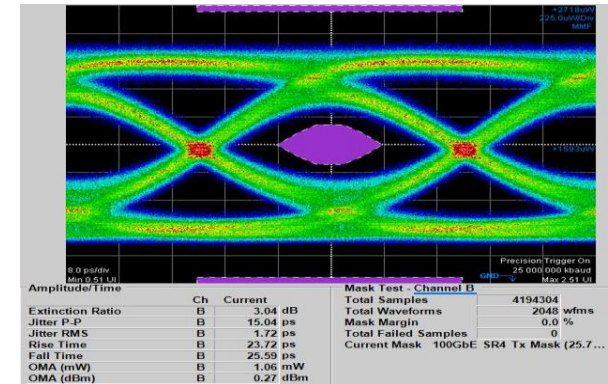 +2718uW
225.0uW/Div
MMF
+1593uW
Precision Trigger On
8.0 ps/div
25 000 000 kbaud
Min 0.51 UI
GND
Max 2.51 UI
Amplitude/Time
Mask Test - Channel B
Ch Current
Total Samples 4194304
Extinction Ratio B 3.04 dB
Total Waveforms 2048 wfms
Jitter P-P B 15.04 ps
Mask Margin 0.0 %
Jitter RMS B 1.72 ps
Total Failed Samples 0
Rise Time B 23.72 ps
Current Mask 100GbE SR4 Tx Mask (25.7...
Fall Time B 25.59 ps
OMA (mW) B 1.06 mW
OMA (dBm) B 0.27 dBm